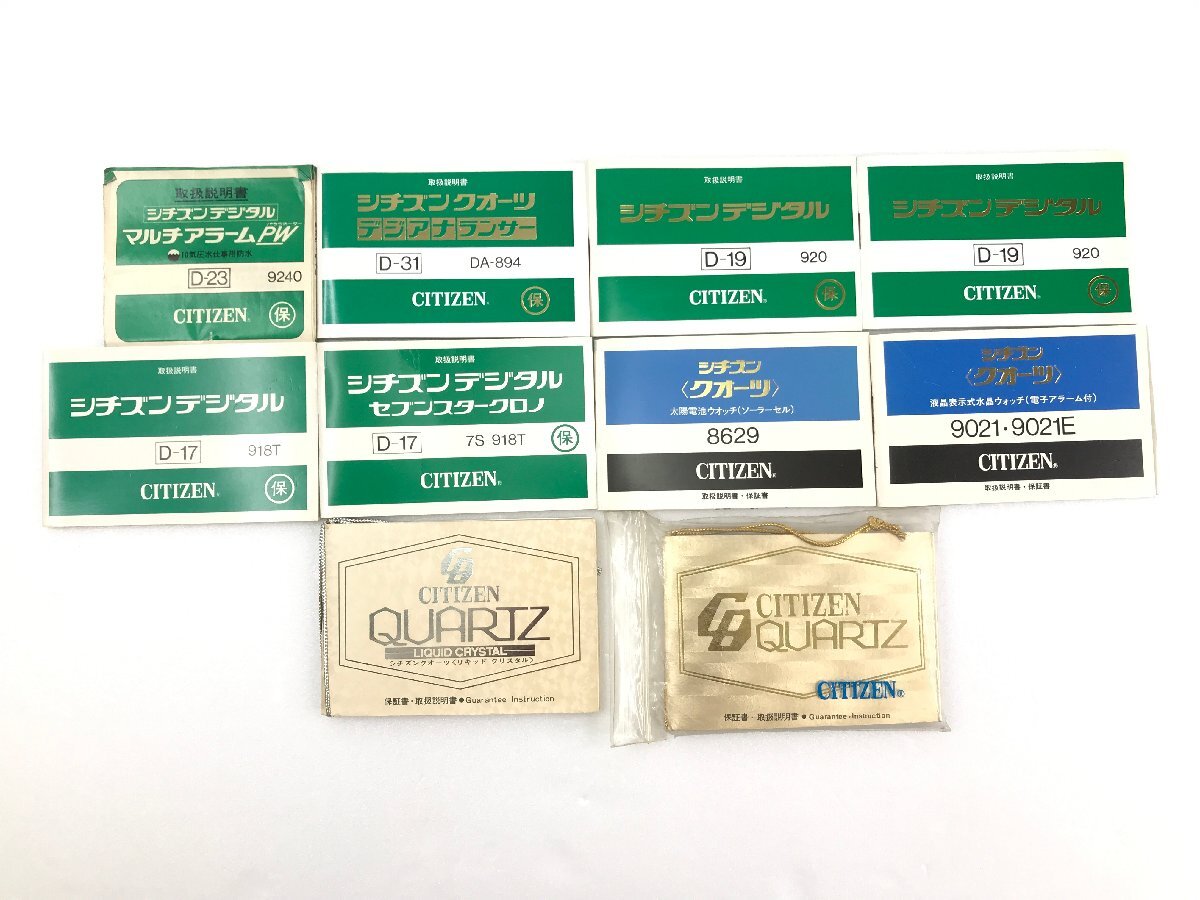 取扱説明書
シチズンデジタル
マルチアラームPW
10気圧水仕事用防水
D-23 9240
CITIZEN 保
取扱説明書
シチズンクオーツ
デジアナランサー
D-31 DA-894
CITIZEN® 保
取扱説明書
シチズンデジタル
D-19 920
CITIZEN® 保
取扱説明書
シチズンデジタル
D-19 920
CITIZEN® 保
取扱説明書
シチズンデジタル
D-17 918T
CITIZEN® 保
取扱説明書
シチズンデジタル
セブンスタークロノ
D-17 7S 918T 保
CITIZEN®
シチズン
〈クオーツ〉
太陽電池ウオッチ(ソーラーセル)
8629
CITIZEN®
取扱説明書・保証書
シチズン
〈クオーツ〉
液晶表示式水晶ウォッチ(電子アラーム付)
9021・9021E
CITIZEN®
取扱説明書・保証書
CITIZEN
QUARTZ
LIQUID CRYSTAL
シチズンクオーツ〈リキッド クリスタル〉
保証書・取扱説明書●Guarantee Instruction
CITIZEN
QUARTZ
CITIZEN®
保証書・取扱説明書●Guarantee・Instruction